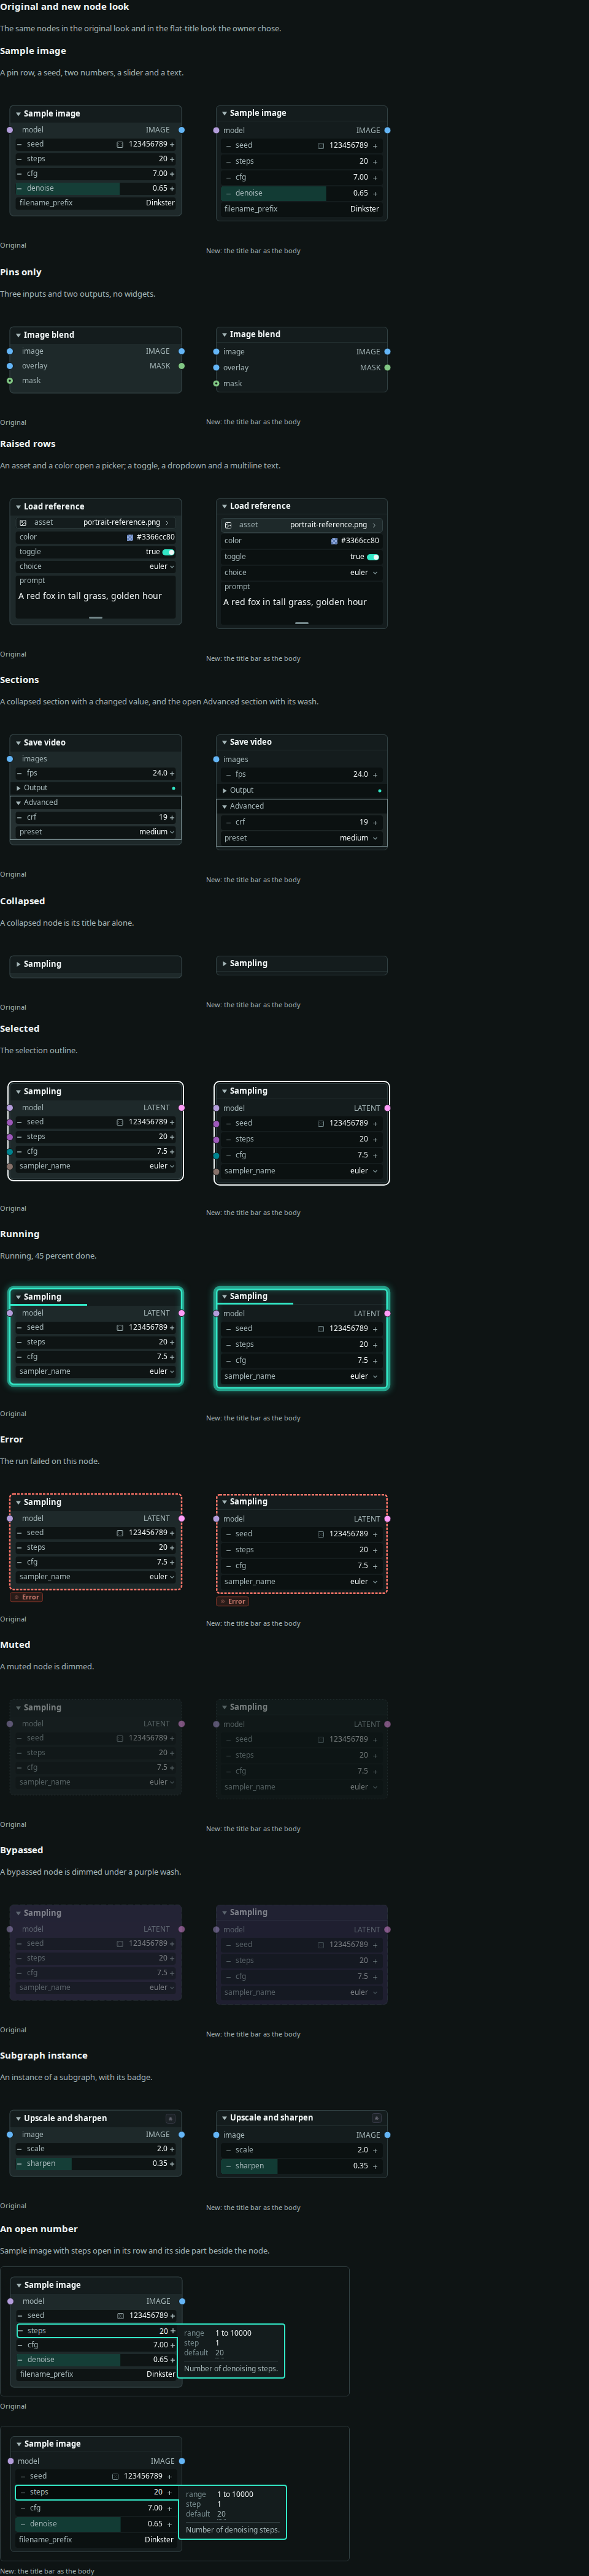 Original and new node look
The same nodes in the original look and in the flat-title look the owner chose.
Sample image
A pin row, a seed, two numbers, a slider and a text.
Sample image
model IMAGE
seed 123456789 +
steps 20 +
cfg 7.00 +
denoise 0.65 +
filename_prefix Dinkster
Original
Sample image
model IMAGE
− seed 123456789 +
− steps 20 +
− cfg 7.00 +
− denoise 0.65 +
filename_prefix Dinkster
New: the title bar as the body
Pins only
Three inputs and two outputs, no widgets.
Image blend
image IMAGE
overlay MASK
mask
Original
Image blend
image IMAGE
overlay MASK
mask
New: the title bar as the body
Raised rows
An asset and a color open a picker; a toggle, a dropdown and a multiline text.
Load reference
asset portrait-reference.png
color #3366cc80
toggle true
choice euler
prompt
A red fox in tall grass, golden hour
Original
Load reference
asset portrait-reference.png
color #3366cc80
toggle true
choice euler
prompt
A red fox in tall grass, golden hour
New: the title bar as the body
Sections
A collapsed section with a changed value, and the open Advanced section with its wash.
Save video
images
− fps 24.0 +
Output
Advanced
− crf 19 +
preset medium
Original
Save video
images
− fps 24.0 +
Output
Advanced
− crf 19 +
preset medium
New: the title bar as the body
Collapsed
A collapsed node is its title bar alone.
Sampling
Original
Sampling
New: the title bar as the body
Selected
The selection outline.
Sampling
model LATENT
− seed 123456789 +
− steps 20 +
− cfg 7.5 +
sampler_name euler
Original
Sampling
model LATENT
− seed 123456789 +
− steps 20 +
− cfg 7.5 +
sampler_name euler
New: the title bar as the body
Running
Running, 45 percent done.
Sampling
model LATENT
− seed 123456789 +
− steps 20 +
− cfg 7.5 +
sampler_name euler
Original
Sampling
model LATENT
− seed 123456789 +
− steps 20 +
− cfg 7.5 +
sampler_name euler
New: the title bar as the body
Error
The run failed on this node.
Sampling
model LATENT
− seed 123456789 +
− steps 20 +
− cfg 7.5 +
sampler_name euler
Error
Original
Sampling
model LATENT
− seed 123456789 +
− steps 20 +
− cfg 7.5 +
sampler_name euler
Error
New: the title bar as the body
Muted
A muted node is dimmed.
Sampling
model LATENT
− seed 123456789 +
− steps 20 +
− cfg 7.5 +
sampler_name euler
Original
Sampling
model LATENT
− seed 123456789 +
− steps 20 +
− cfg 7.5 +
sampler_name euler
New: the title bar as the body
Bypassed
A bypassed node is dimmed under a purple wash.
Sampling
model LATENT
− seed 123456789 +
− steps 20 +
− cfg 7.5 +
sampler_name euler
Original
Sampling
model LATENT
− seed 123456789 +
− steps 20 +
− cfg 7.5 +
sampler_name euler
New: the title bar as the body
Subgraph instance
An instance of a subgraph, with its badge.
Upscale and sharpen
image IMAGE
− scale 2.0 +
− sharpen 0.35 +
Original
Upscale and sharpen
image IMAGE
− scale 2.0 +
− sharpen 0.35 +
New: the title bar as the body
An open number
Sample image with steps open in its row and its side part beside the node.
Sample image
model IMAGE
− seed 123456789 +
− steps 20 +
− cfg 7.00 +
− denoise 0.65 +
filename_prefix Dinkster
range 1 to 10000
step 1
default 20
Number of denoising steps.
Original
Sample image
model IMAGE
− seed 123456789 +
− steps 20 +
− cfg 7.00 +
− denoise 0.65 +
filename_prefix Dinkster
range 1 to 10000
step 1
default 20
Number of denoising steps.
New: the title bar as the body